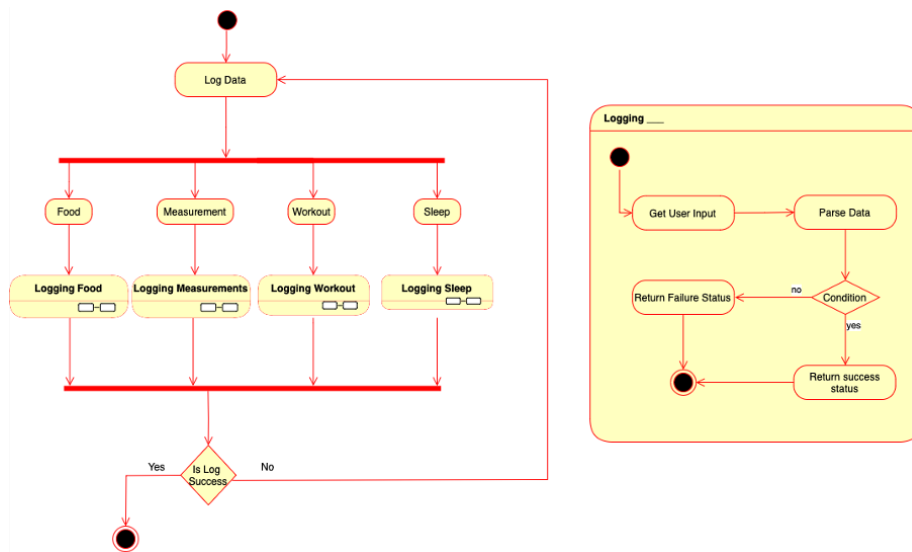 Log Data
Food
Measurement
Workout
Sleep
Logging Food
Logging Measurements
Logging Workout
Logging Sleep
Is Log
Success
Yes
No
Logging ___
Get User Input
Parse Data
Condition
no
yes
Return Failure Status
Return success
status